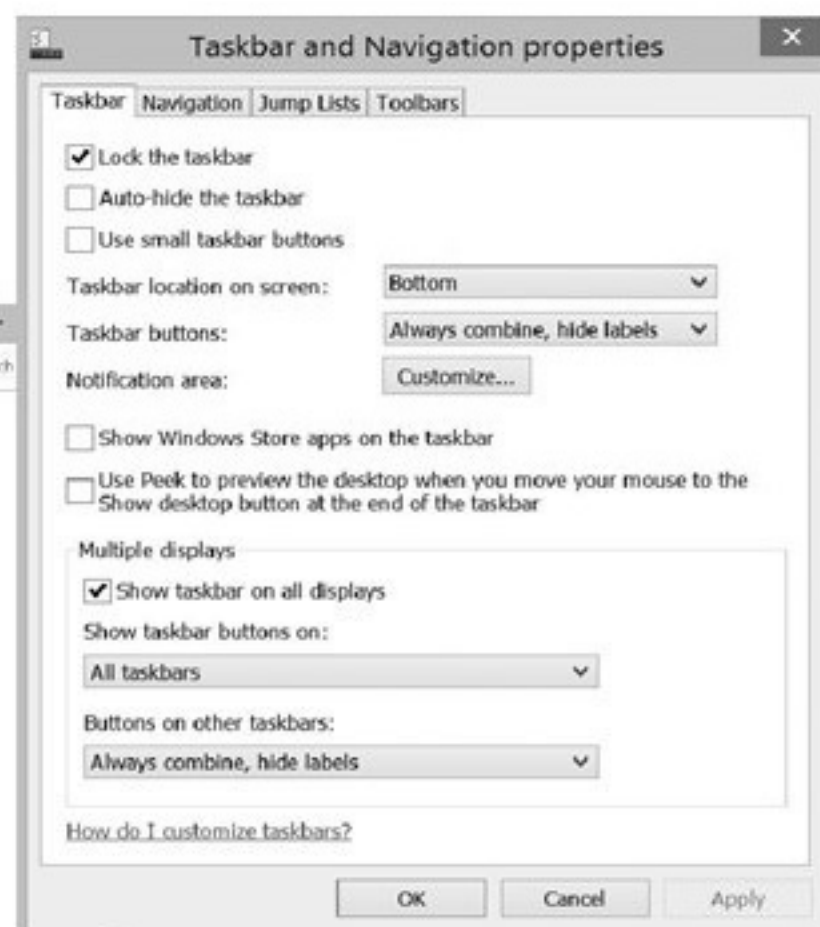 Taskbar and Navigation properties
Taskbar Navigation Jump Lists Toolbars
Lock the taskbar
Auto-hide the taskbar
Use small taskbar buttons
Taskbar location on screen: Bottom
Taskbar buttons: Always combine, hide labels
Notification area: Customize...
Show Windows Store apps on the taskbar
Use Peek to preview the desktop when you move your mouse to the
Show desktop button at the end of the taskbar
Multiple displays
Show taskbar on all displays
Show taskbar buttons on:
All taskbars
Buttons on other taskbars:
Always combine, hide labels
How do I customize taskbars?
OK Cancel Apply